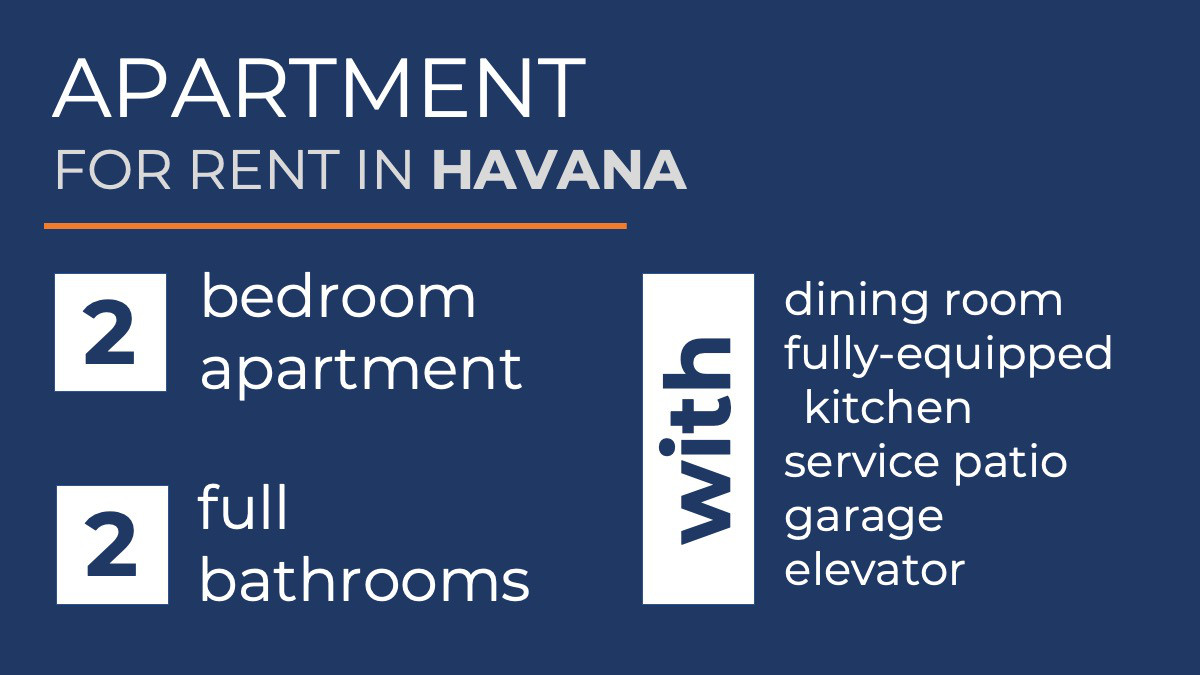 APARTMENT
FOR RENT IN HAVANA
2
bedroom
apartment
2
full
bathrooms
with
dining room
fully-equipped
kitchen
service patio
garage
elevator